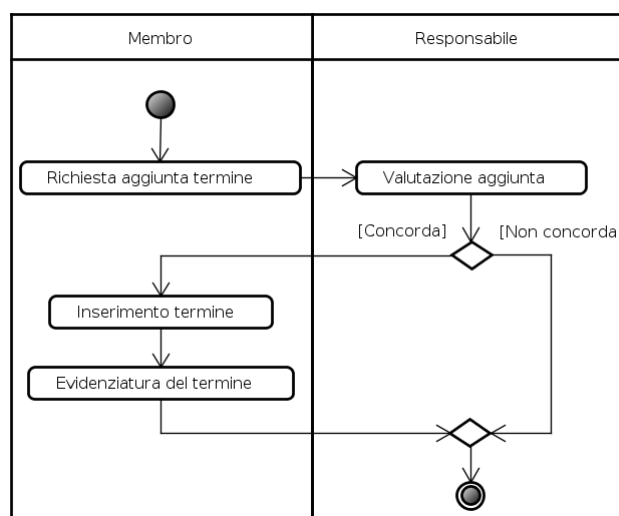 Membro
Responsabile
Richiesta aggiunta termine
Valutazione aggiunta
[Concorda]
[Non concorda
Inserimento termine
Evidenziatura del termine